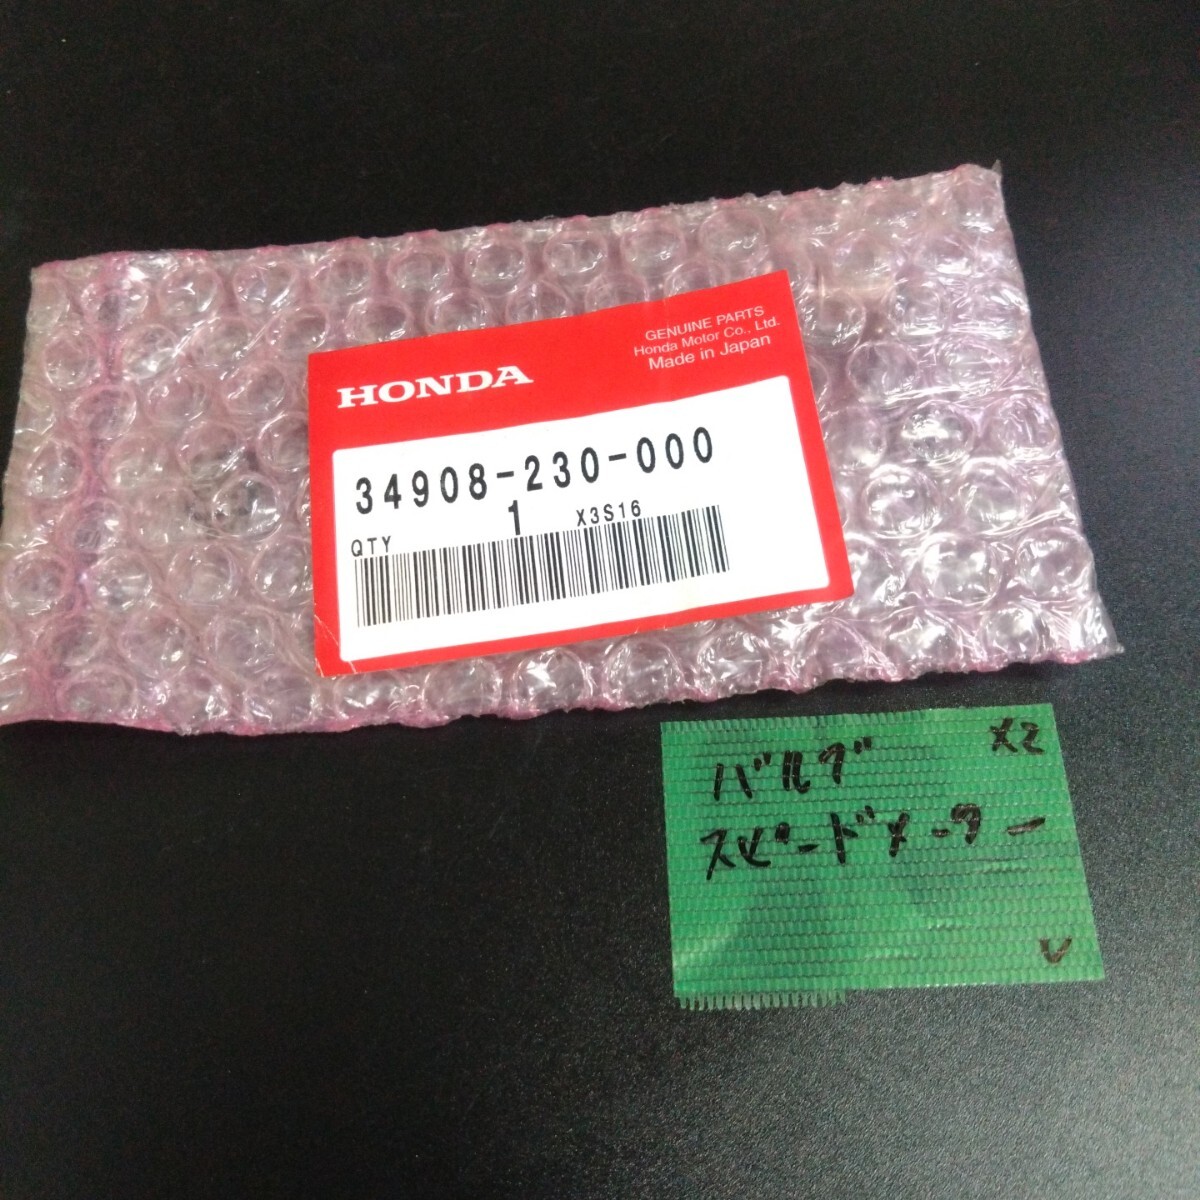 HONDA
GENUINE PARTS
Honda Motor Co., Ltd.
Made in Japan
34908-230-000
QTY 1 X3S16
バルブ ×2
スピードメーター
レ